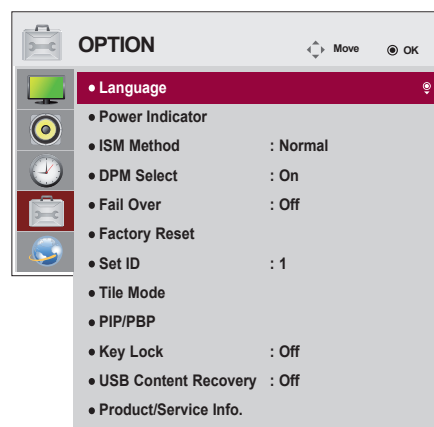 OPTION Move OK
● Language
● Power Indicator
● ISM Method : Normal
● DPM Select : On
● Fail Over : Off
● Factory Reset
● Set ID : 1
● Tile Mode
● PIP/PBP
● Key Lock : Off
● USB Content Recovery : Off
● Product/Service Info.